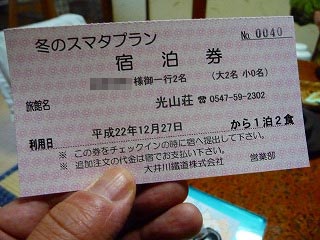 冬のスマタプラン
No. 0040
宿泊券
様御一行2名 (大2名 小0名)
旅館名 光山荘 ☎0547-59-2302
利用日 平成22年12月27日 から1泊2食
※ この券をチェックインの時に宿へ提出して下さい。
※ 追加注文の代金は宿でお支払い下さい。
大井川鐵道株式会社 営業部